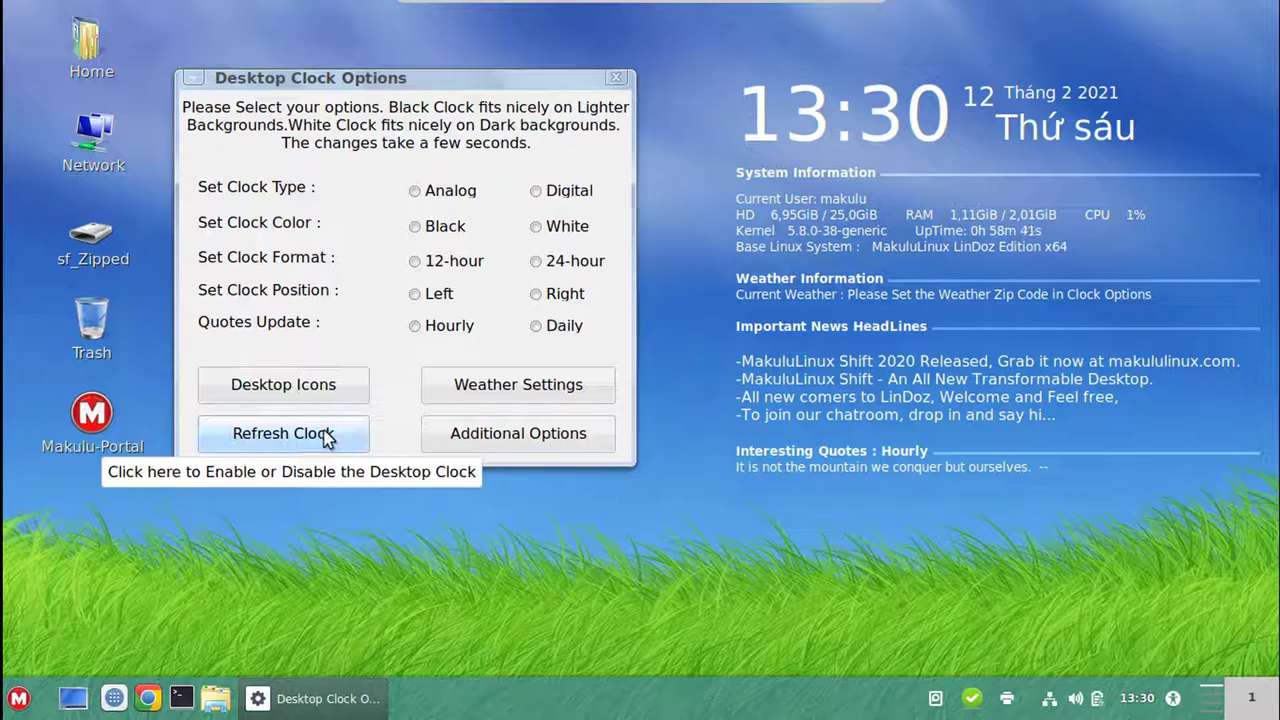 Home
Network
sf_Zipped
Trash
Makulu-Portal
Desktop Clock Options
Please Select your options. Black Clock fits nicely on Lighter
Backgrounds.White Clock fits nicely on Dark backgrounds.
The changes take a few seconds.
Set Clock Type : Analog Digital
Set Clock Color : Black White
Set Clock Format : 12-hour 24-hour
Set Clock Position : Left Right
Quotes Update : Hourly Daily
Desktop Icons Weather Settings
Refresh Clock Additional Options
Click here to Enable or Disable the Desktop Clock
13:30 12 Tháng 2 2021
Thứ sáu
System Information
Current User: makulu
HD 6,95GiB / 25,0GiB RAM 1,11GiB / 2,01GiB CPU 1%
Kernel 5.8.0-38-generic UpTime: 0h 58m 41s
Base Linux System : MakuluLinux LinDoz Edition x64
Weather Information
Current Weather : Please Set the Weather Zip Code in Clock Options
Important News HeadLines
-MakuluLinux Shift 2020 Released, Grab it now at makululinux.com.
-MakuluLinux Shift - An All New Transformable Desktop.
-All new comers to LinDoz, Welcome and Feel free,
-To join our chatroom, drop in and say hi...
Interesting Quotes : Hourly
It is not the mountain we conquer but ourselves. --
M
Desktop Clock O...
13:30
1